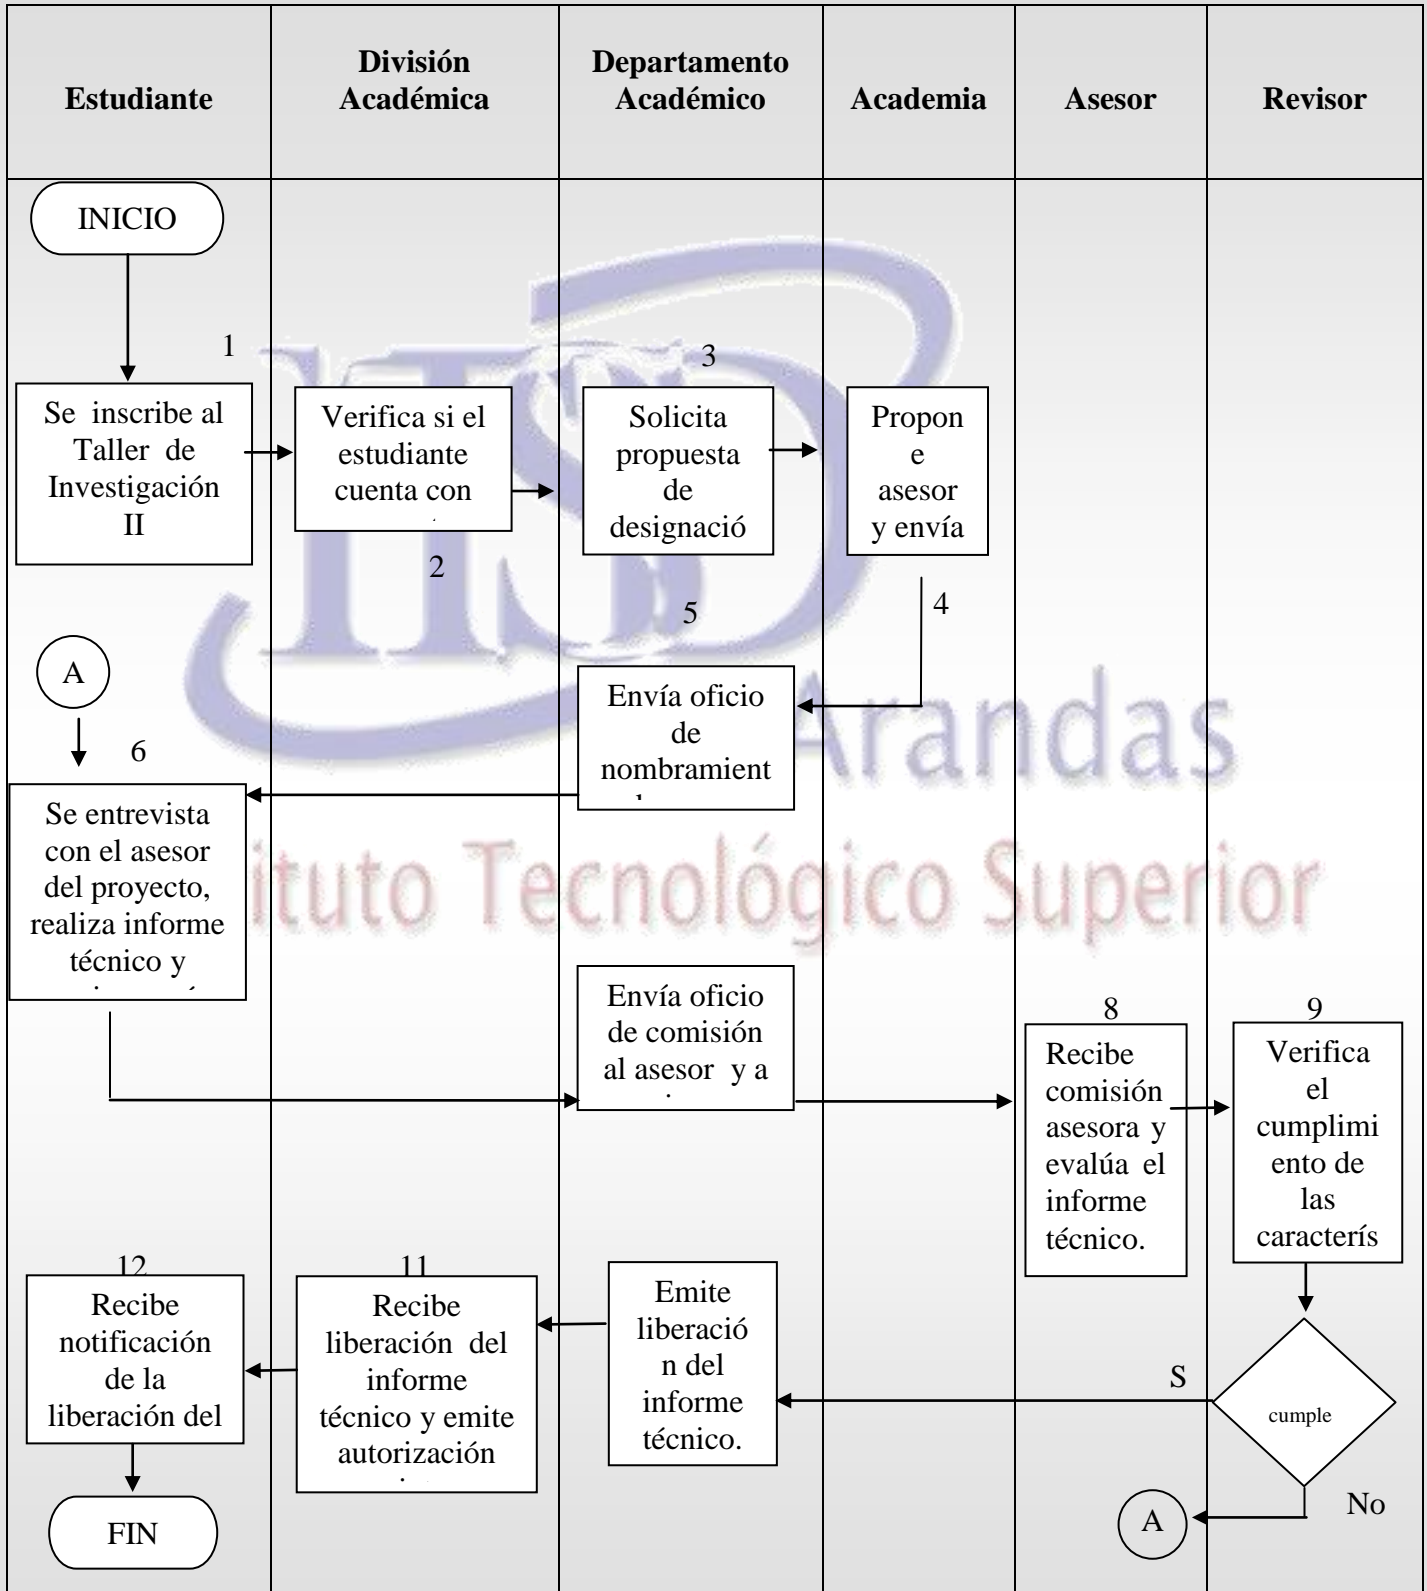 Estudiante
División
Académica
Departamento
Académico
Academia
Asesor
Revisor
INICIO
1
Se inscribe al
Taller de
Investigación
II
Verifica si el
estudiante
cuenta con
2
3
Solicita
propuesta
de
designació
Propon
e
asesor
y envía
4
5
Envía oficio
de
nombramient
A
6
Se entrevista
con el asesor
del proyecto,
realiza informe
técnico y
Envía oficio
de comisión
al asesor y a
8
Recibe
comisión
asesora y
evalúa el
informe
técnico.
9
Verifica
el
cumplimi
ento de
las
caracterís
cumple
S
No
A
Emite
liberació
n del
informe
técnico.
11
Recibe
liberación del
informe
técnico y emite
autorización
12
Recibe
notificación
de la
liberación del
FIN
ITSD
Arandas
ituto Tecnológico Superior